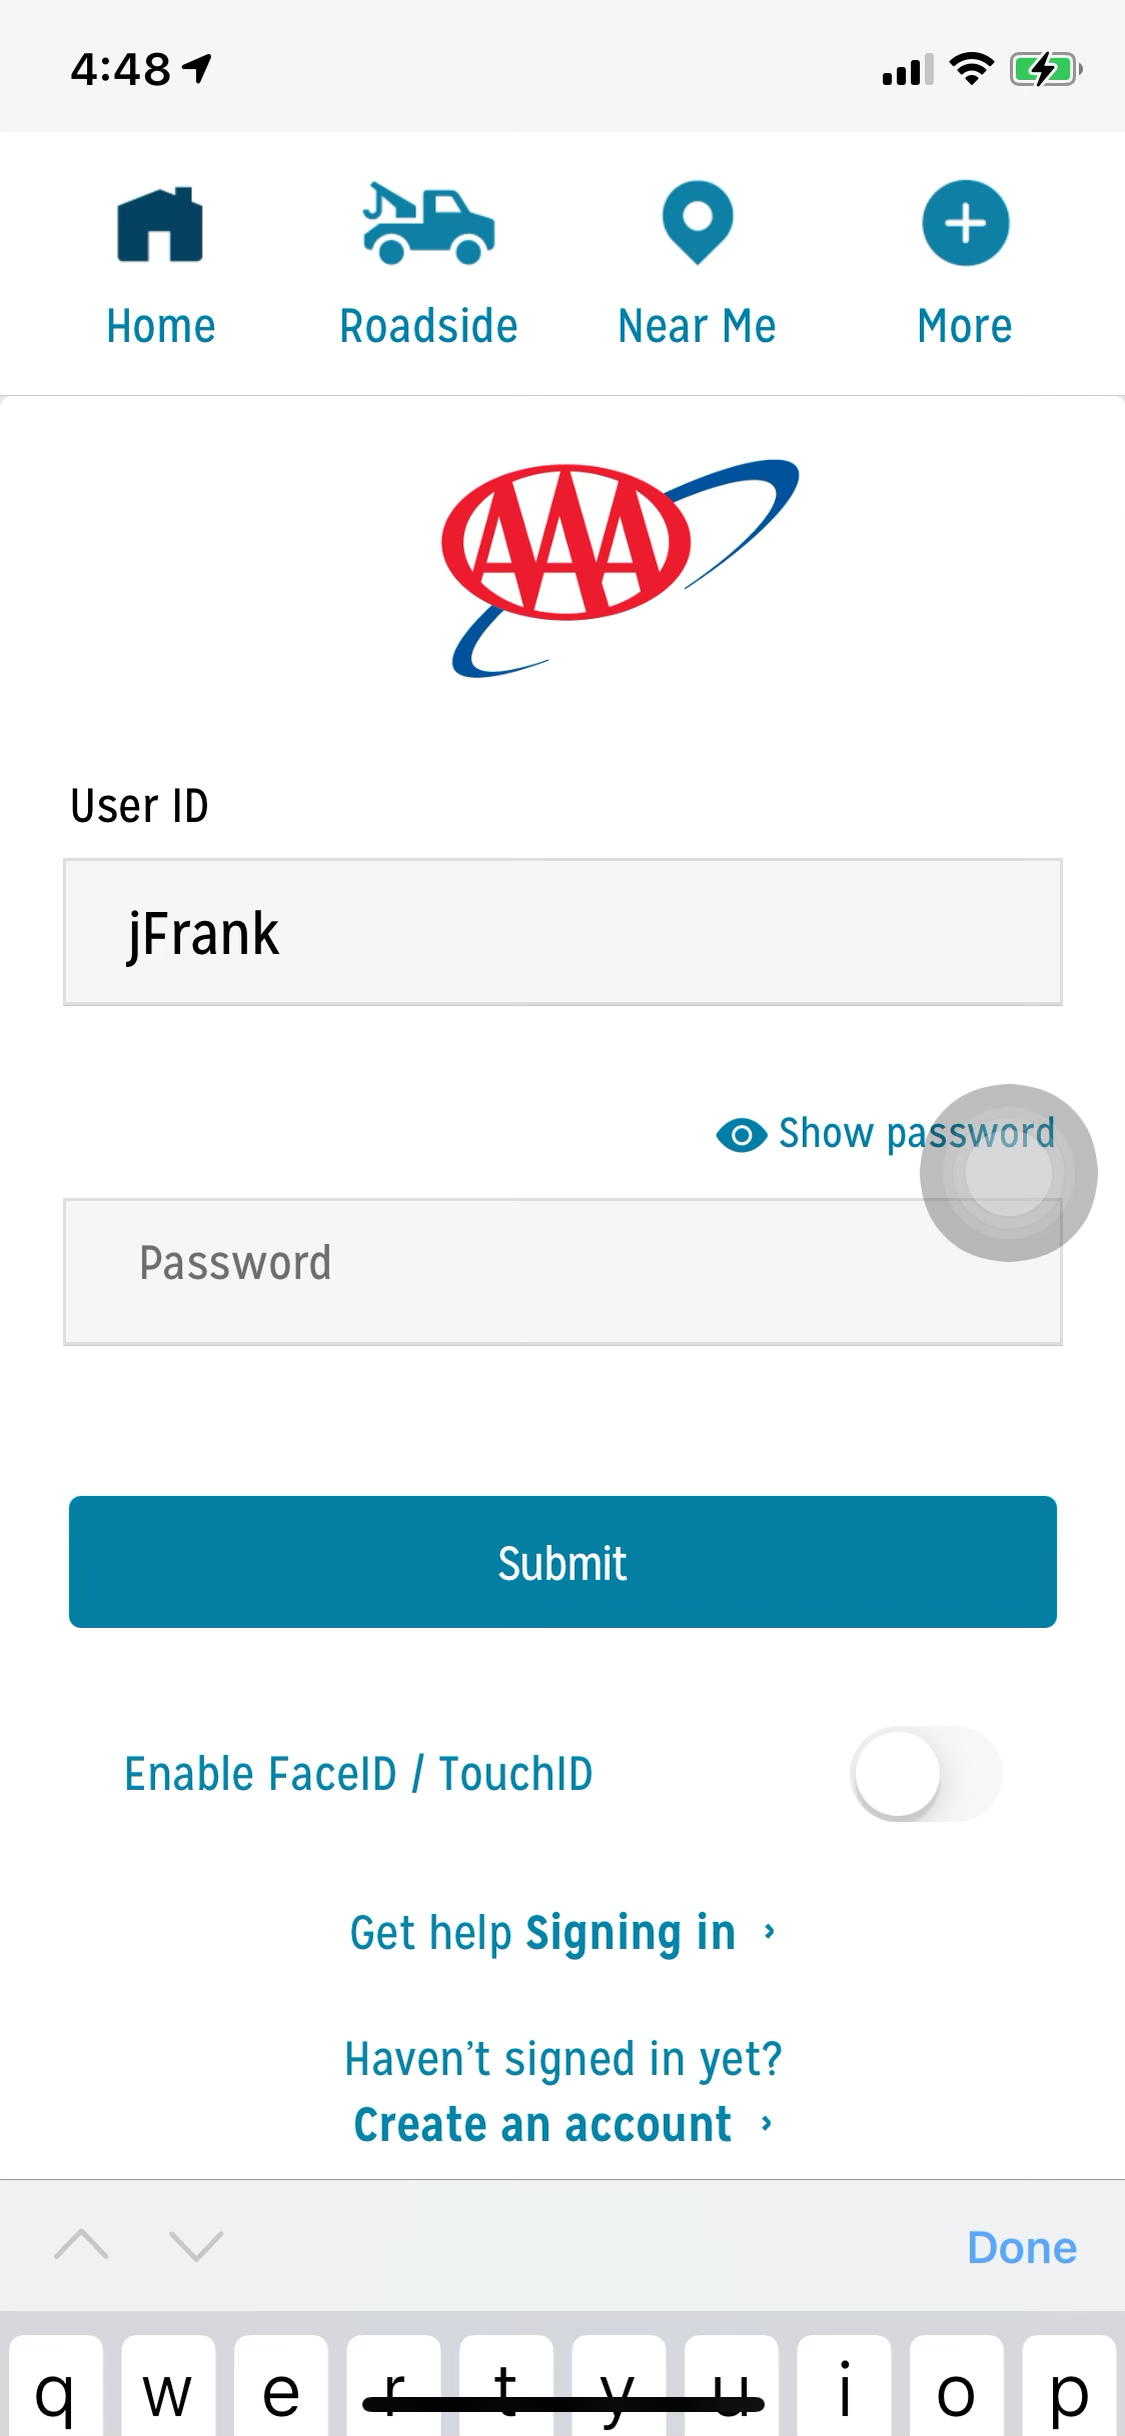 4:48
Home Roadside Near Me More
AAA
User ID
jFrank
Show password
Password
Submit
Enable FaceID / TouchID
Get help Signing in ›
Haven’t signed in yet?
Create an account ›
Done
q w e r t y u i o p